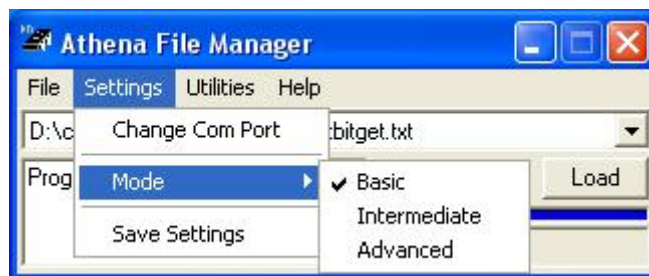 Athena File Manager
File Settings Utilities Help
D:\c Change Com Port bitget.txt
Prog Mode Basic Load
Intermediate
Save Settings Advanced